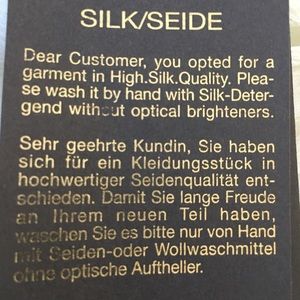 SILK/SEIDE
Dear Customer, you opted for a
garment in High.Silk.Quality. Plea-
se wash it by hand with Silk-Deter-
gend without optical brighteners.
Sehr geehrte Kundin, Sie haben
sich für ein Kleidungsstück in
hochwertiger Seidenqualität ent-
schieden. Damit Sie lange Freude
an Ihrem neuen Teil haben,
waschen Sie es bitte nur von Hand
mit Seiden-oder Wollwaschmittel
ohne optische Auftheller.